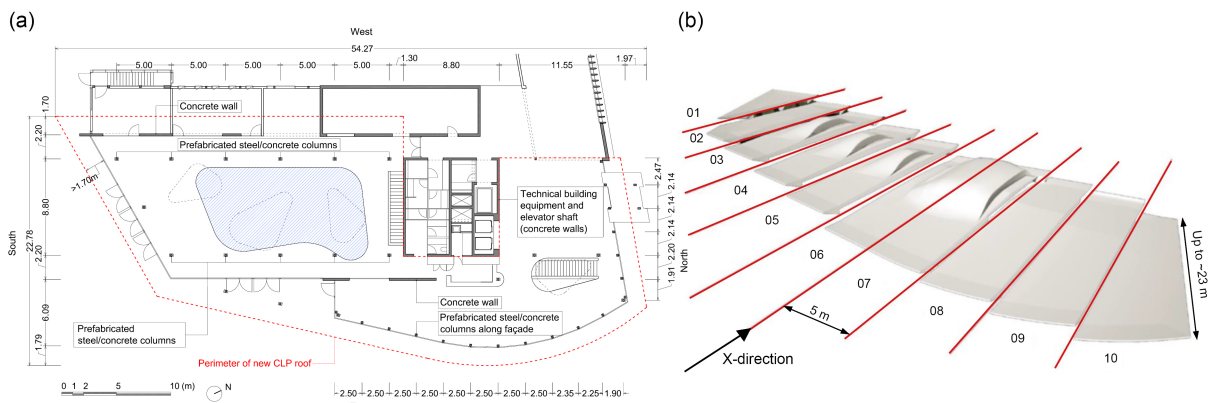 (a)
West
54.27
1.30
1.97
5.00 5.00 5.00 5.00 5.00 8.80 11.55
1.70
2.20
>1.70m
8.80
South
22.78
2.20
6.09
1.79
Concrete wall
Prefabricated steel/concrete columns
Technical building
equipment and
elevator shaft
(concrete walls)
2.47
2.14
2.14
2.14
2.20
1.91
North
Concrete wall
Prefabricated steel/concrete
columns along façade
Prefabricated
steel/concrete columns
Perimeter of new CLP roof
0 1 2 5 10 (m)
N
2.50 2.50 2.50 2.50 2.50 2.50 2.50 2.50 2.35 2.25 1.90
(b)
01
02
03
04
05
06
07
08
09
10
5 m
X-direction
Up to ~23 m